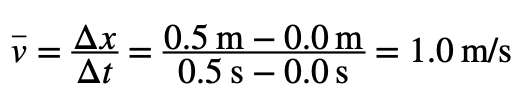 v̄ = Δx/Δt = 0.5 m − 0.0 m / 0.5 s − 0.0 s = 1.0 m/s